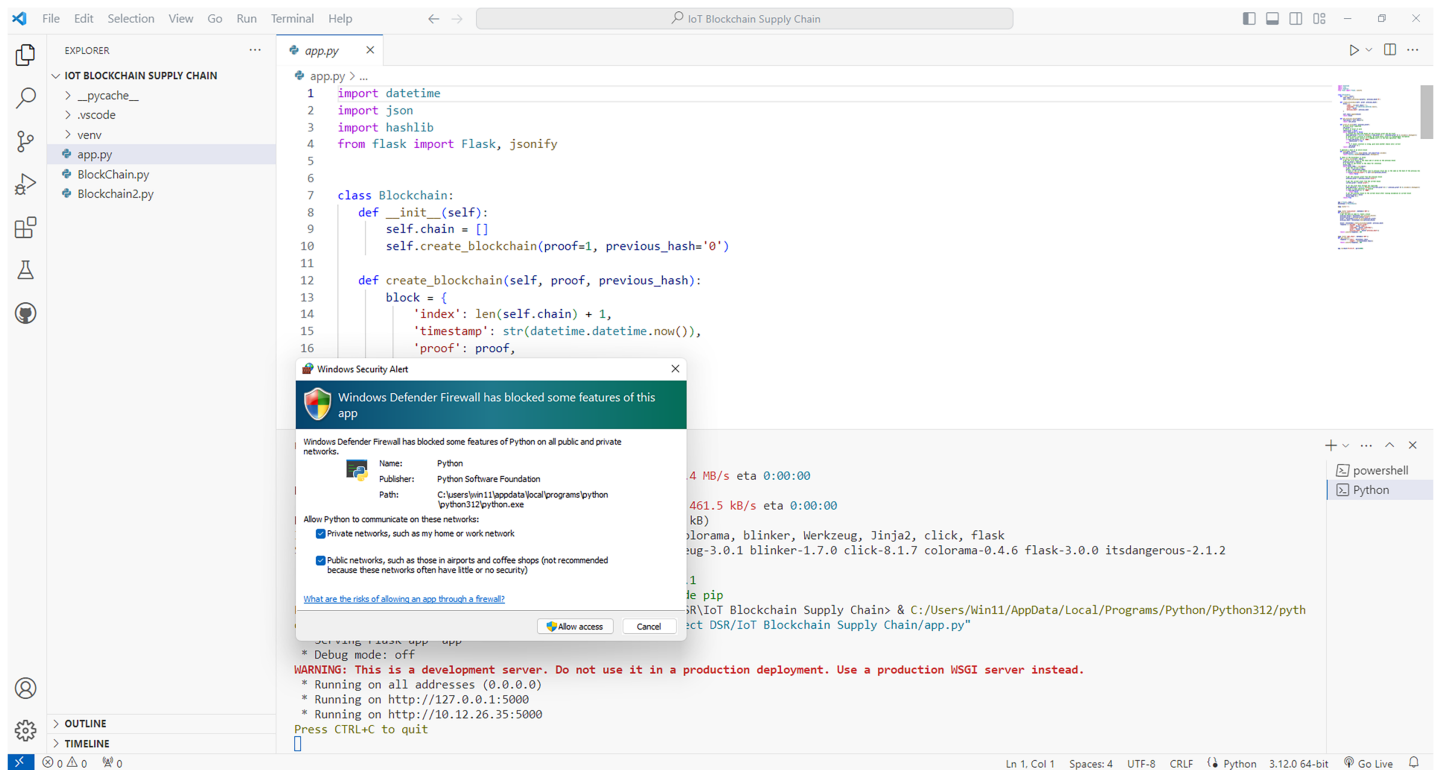 File Edit Selection View Go Run Terminal Help
IoT Blockchain Supply Chain
EXPLORER
IOT BLOCKCHAIN SUPPLY CHAIN
__pycache__
.vscode
venv
app.py
BlockChain.py
Blockchain2.py
OUTLINE
TIMELINE
app.py
app.py > ...
1 import datetime
2 import json
3 import hashlib
4 from flask import Flask, jsonify
5
6
7 class Blockchain:
8 def __init__(self):
9 self.chain = []
10 self.create_blockchain(proof=1, previous_hash='0')
11
12 def create_blockchain(self, proof, previous_hash):
13 block = {
14 'index': len(self.chain) + 1,
15 'timestamp': str(datetime.datetime.now()),
16 'proof': proof,
Windows Security Alert
Windows Defender Firewall has blocked some features of this
app
Windows Defender Firewall has blocked some features of Python on all public and private
networks.
Name: Python
Publisher: Python Software Foundation
Path: C:\users\win11\appdata\local\programs\python
\python312\python.exe
Allow Python to communicate on these networks:
Private networks, such as my home or work network
Public networks, such as those in airports and coffee shops (not recommended
because these networks often have little or no security)
What are the risks of allowing an app through a firewall?
Allow access Cancel
powershell
Python
.4 MB/s eta 0:00:00
461.5 kB/s eta 0:00:00
kB)
olorama, blinker, Werkzeug, Jinja2, click, flask
eug-3.0.1 blinker-1.7.0 click-8.1.7 colorama-0.4.6 flask-3.0.0 itsdangerous-2.1.2
.1
de pip
SR\IoT Blockchain Supply Chain> & C:/Users/Win11/AppData/Local/Programs/Python/Python312/pyth
ect DSR/IoT Blockchain Supply Chain/app.py"
* Serving Flask app 'app'
* Debug mode: off
WARNING: This is a development server. Do not use it in a production deployment. Use a production WSGI server instead.
* Running on all addresses (0.0.0.0)
* Running on http://127.0.0.1:5000
* Running on http://10.12.26.35:5000
Press CTRL+C to quit
0 0 0 Ln 1, Col 1 Spaces: 4 UTF-8 CRLF Python 3.12.0 64-bit Go Live